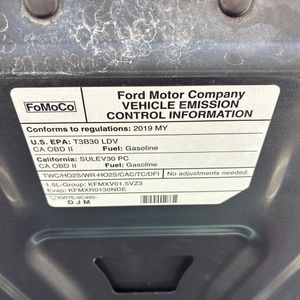 FoMoCo
Ford Motor Company
VEHICLE EMISSION
CONTROL INFORMATION
Conforms to regulations: 2019 MY
U.S. EPA: T3B30 LDV
CA OBD II Fuel: Gasoline
California: SULEV30 PC
CA OBD II Fuel: Gasoline
TWC/HO2S/WR-HO2S/CAC/TC/DFI No adjustments needed.
1.5L-Group: KFMXV01.5VZ3
Evap: KFMXR0130NDE
KW7E-9C485-
D J M